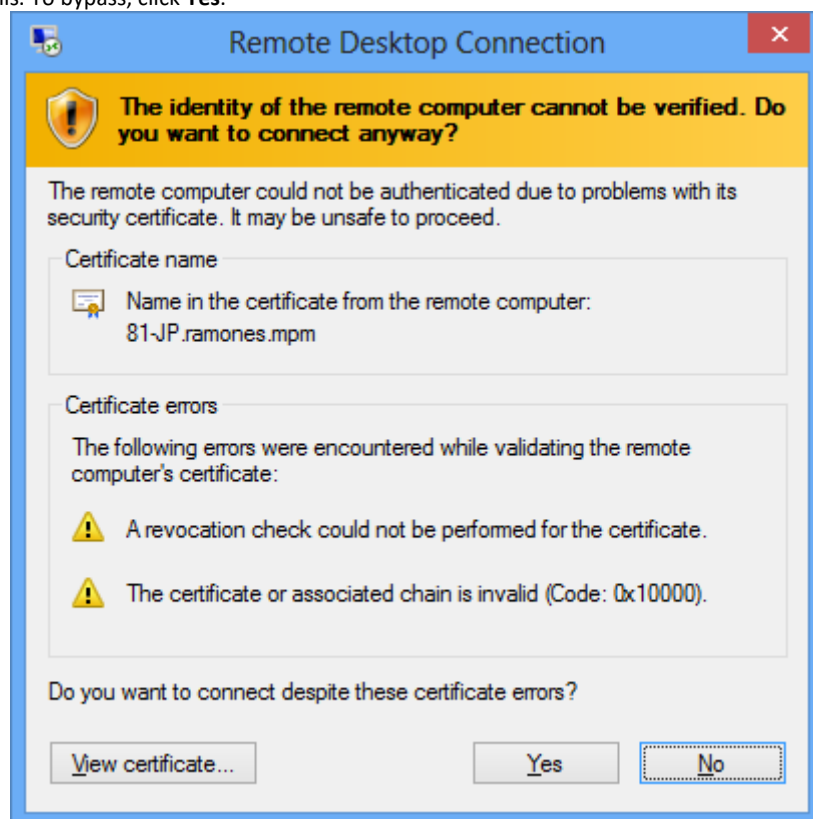 To bypass, click Yes.
Remote Desktop Connection
The identity of the remote computer cannot be verified. Do
you want to connect anyway?
The remote computer could not be authenticated due to problems with its
security certificate. It may be unsafe to proceed.
Certificate name
Name in the certificate from the remote computer:
81-JP.ramones.mpm
Certificate errors
The following errors were encountered while validating the remote
computer's certificate:
A revocation check could not be performed for the certificate.
The certificate or associated chain is invalid (Code: 0x10000).
Do you want to connect despite these certificate errors?
View certificate...
Yes
No